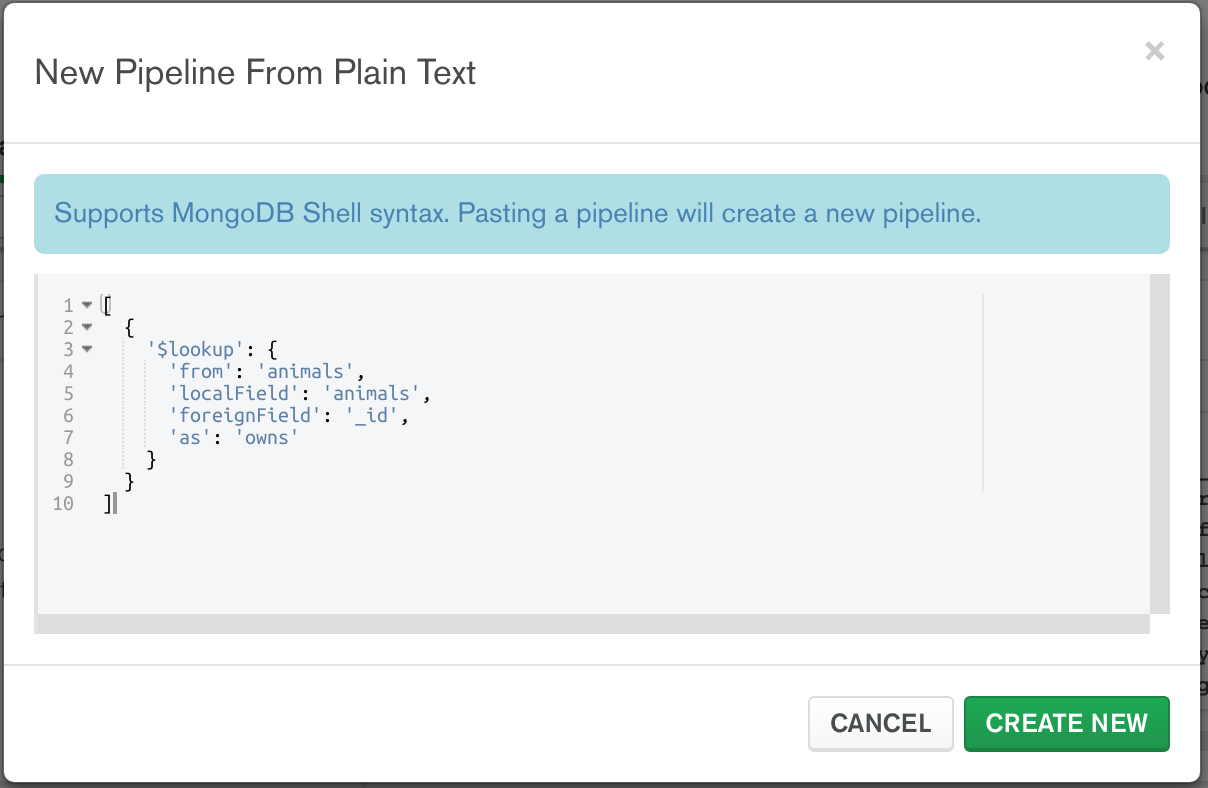 New Pipeline From Plain Text
×
Supports MongoDB Shell syntax. Pasting a pipeline will create a new pipeline.
1 [
2   {
3     '$lookup': {
4       'from': 'animals',
5       'localField': 'animals',
6       'foreignField': '_id',
7       'as': 'owns'
8     }
9   }
10 ]
CANCEL CREATE NEW